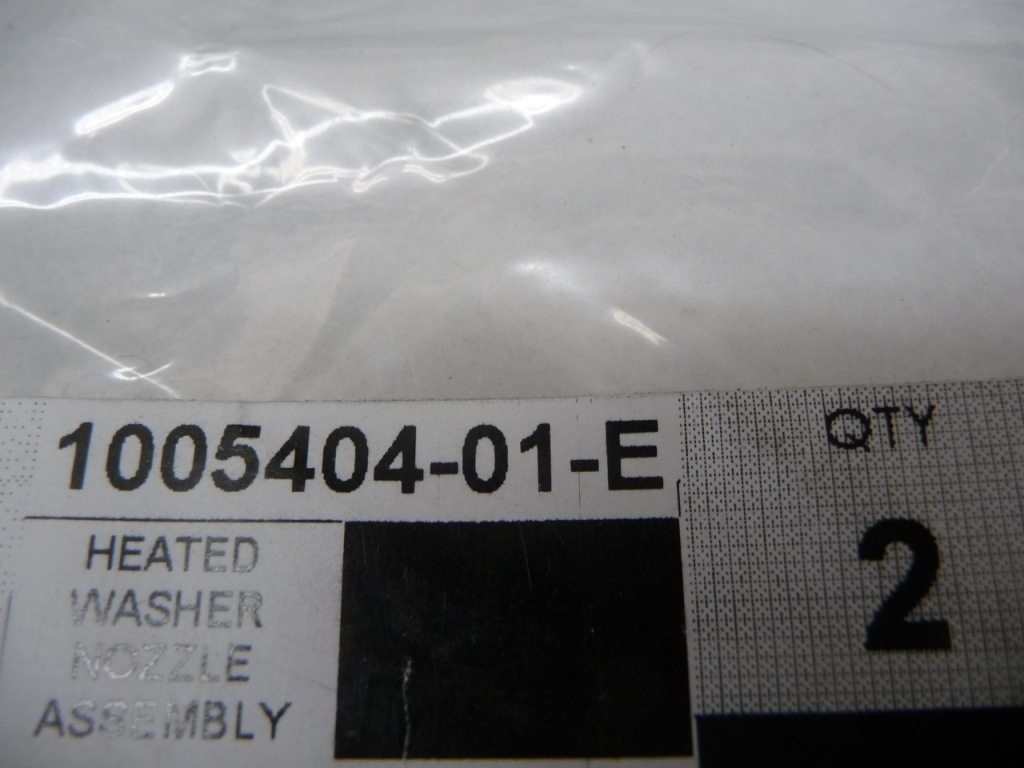 1005404-01-E
QTY
2
HEATED
WASHER
NOZZLE
ASSEMBLY